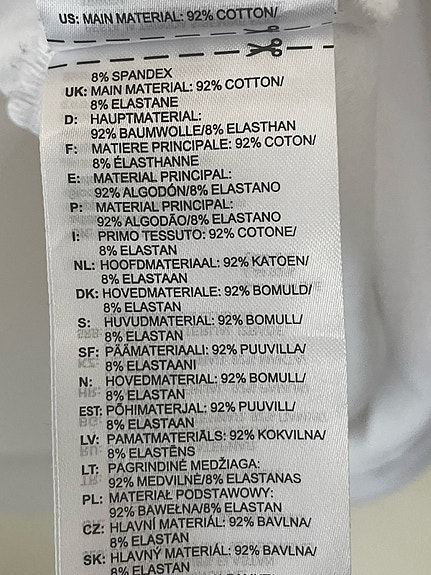 US: MAIN MATERIAL: 92% COTTON/
8% SPANDEX
UK: MAIN MATERIAL: 92% COTTON/
8% ELASTANE
D: HAUPTMATERIAL:
92% BAUMWOLLE/8% ELASTHAN
F: MATIERE PRINCIPALE: 92% COTON/
8% ÉLASTHANNE
E: MATERIAL PRINCIPAL:
92% ALGODÓN/8% ELASTANO
P: MATERIAL PRINCIPAL:
92% ALGODÃO/8% ELASTANO
I: PRIMO TESSUTO: 92% COTONE/
8% ELASTAN
NL: HOOFDMATERIAAL: 92% KATOEN/
8% ELASTAAN
DK: HOVEDMATERIALE: 92% BOMULD/
8% ELASTAN
S: HUVUDMATERIAL: 92% BOMULL/
8% ELASTAN
SF: PÄÄMATERIAALI: 92% PUUVILLA/
8% ELASTAANI
N: HOVEDMATERIAL: 92% BOMULL/
8% ELASTAN
EST: PÕHIMATERJAL: 92% PUUVILL/
8% ELASTAAN
LV: PAMATMATERIĀLS: 92% KOKVILNA/
8% ELASTĒNS
LT: PAGRINDINĖ MEDŽIAGA:
92% MEDVILNĖ/8% ELASTANAS
PL: MATERIAŁ PODSTAWOWY:
92% BAWEŁNA/8% ELASTAN
CZ: HLAVNÍ MATERIÁL: 92% BAVLNA/
8% ELASTAN
SK: HLAVNÝ MATERIÁL: 92% BAVLNA/
8% ELASTAN